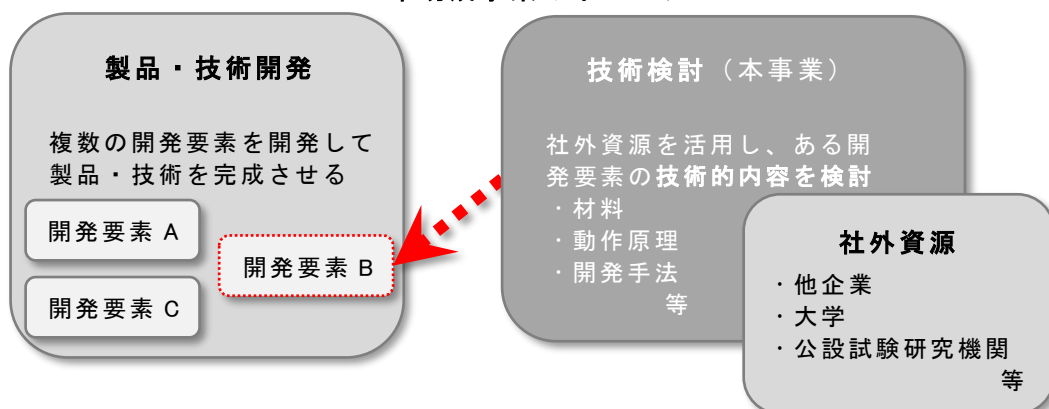 製品・技術開発
複数の開発要素を開発して
製品・技術を完成させる
開発要素 A
開発要素 B
開発要素 C
技術検討（本事業）
社外資源を活用し、ある開
発要素の技術的内容を検討
・材料
・動作原理
・開発手法
等
社外資源
・他企業
・大学
・公設試験研究機関
等